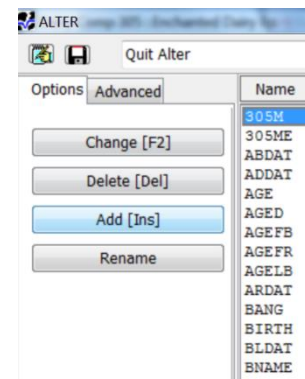 ALTER
Quit Alter
Options Advanced
Name
Change [F2]
Delete [Del]
Add [Ins]
Rename
305M
305ME
ABDAT
ADDAT
AGE
AGED
AGEFB
AGEFR
AGELB
ARDAT
BANG
BIRTH
BLDAT
BNAME